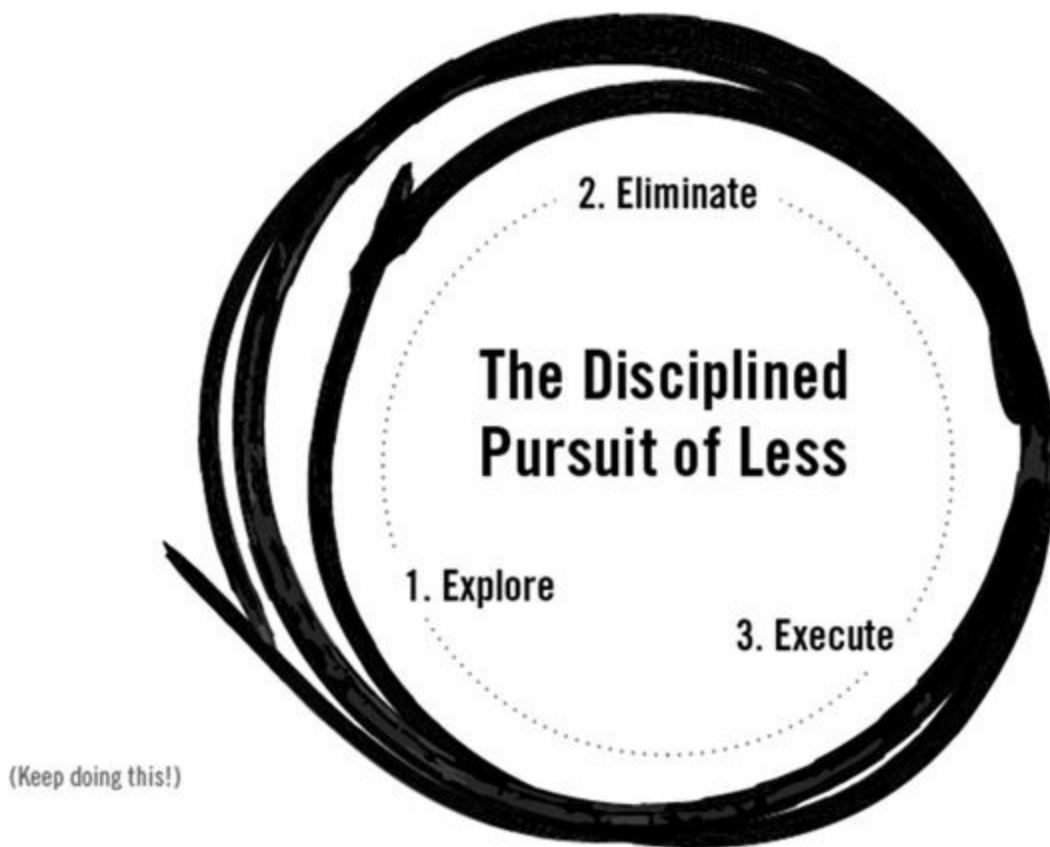 2. Eliminate
The Disciplined
Pursuit of Less
1. Explore
3. Execute
(Keep doing this!)